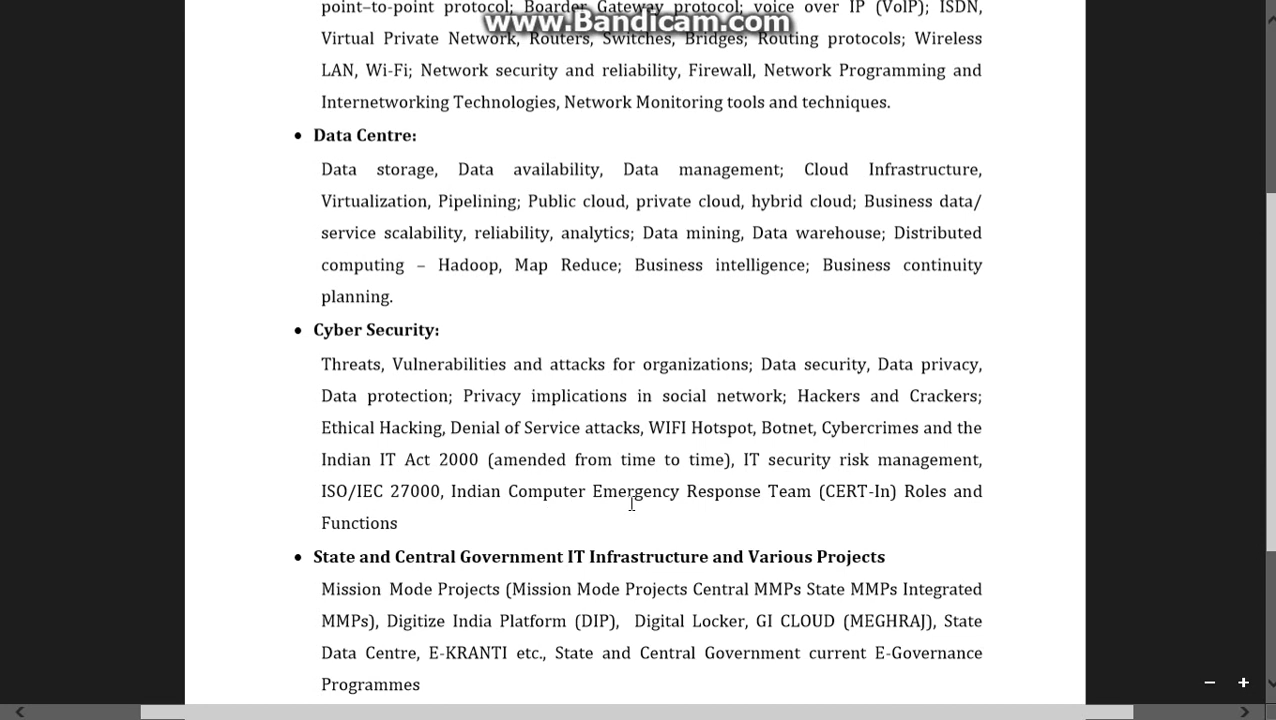 point–to-point protocol; Boarder Gateway protocol; voice over IP (VoIP); ISDN,
www.Bandicam.com
Virtual Private Network, Routers, Switches, Bridges; Routing protocols; Wireless
LAN, Wi-Fi; Network security and reliability, Firewall, Network Programming and
Internetworking Technologies, Network Monitoring tools and techniques.
• Data Centre:
Data storage, Data availability, Data management; Cloud Infrastructure,
Virtualization, Pipelining; Public cloud, private cloud, hybrid cloud; Business data/
service scalability, reliability, analytics; Data mining, Data warehouse; Distributed
computing – Hadoop, Map Reduce; Business intelligence; Business continuity
planning.
• Cyber Security:
Threats, Vulnerabilities and attacks for organizations; Data security, Data privacy,
Data protection; Privacy implications in social network; Hackers and Crackers;
Ethical Hacking, Denial of Service attacks, WIFI Hotspot, Botnet, Cybercrimes and the
Indian IT Act 2000 (amended from time to time), IT security risk management,
ISO/IEC 27000, Indian Computer Emergency Response Team (CERT-In) Roles and
Functions
• State and Central Government IT Infrastructure and Various Projects
Mission Mode Projects (Mission Mode Projects Central MMPs State MMPs Integrated
MMPs), Digitize India Platform (DIP), Digital Locker, GI CLOUD (MEGHRAJ), State
Data Centre, E-KRANTI etc., State and Central Government current E-Governance
Programmes